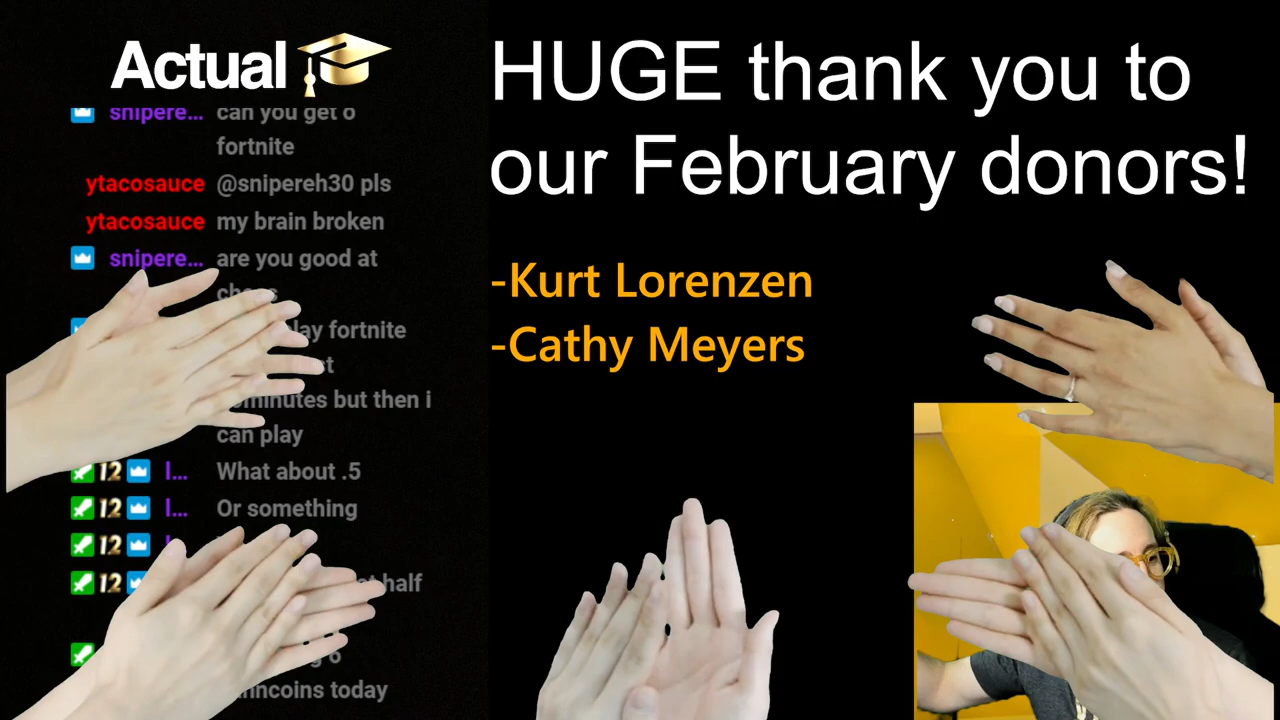 Actual
snipere... can you get o
fortnite
ytacosauce @snipereh30 pls
ytacosauce my brain broken
snipere... are you good at
lay fortnite
minutes but then i
can play
12 l... What about .5
12 l... Or something
12
12 half
today
HUGE thank you to
our February donors!
-Kurt Lorenzen
-Cathy Meyers